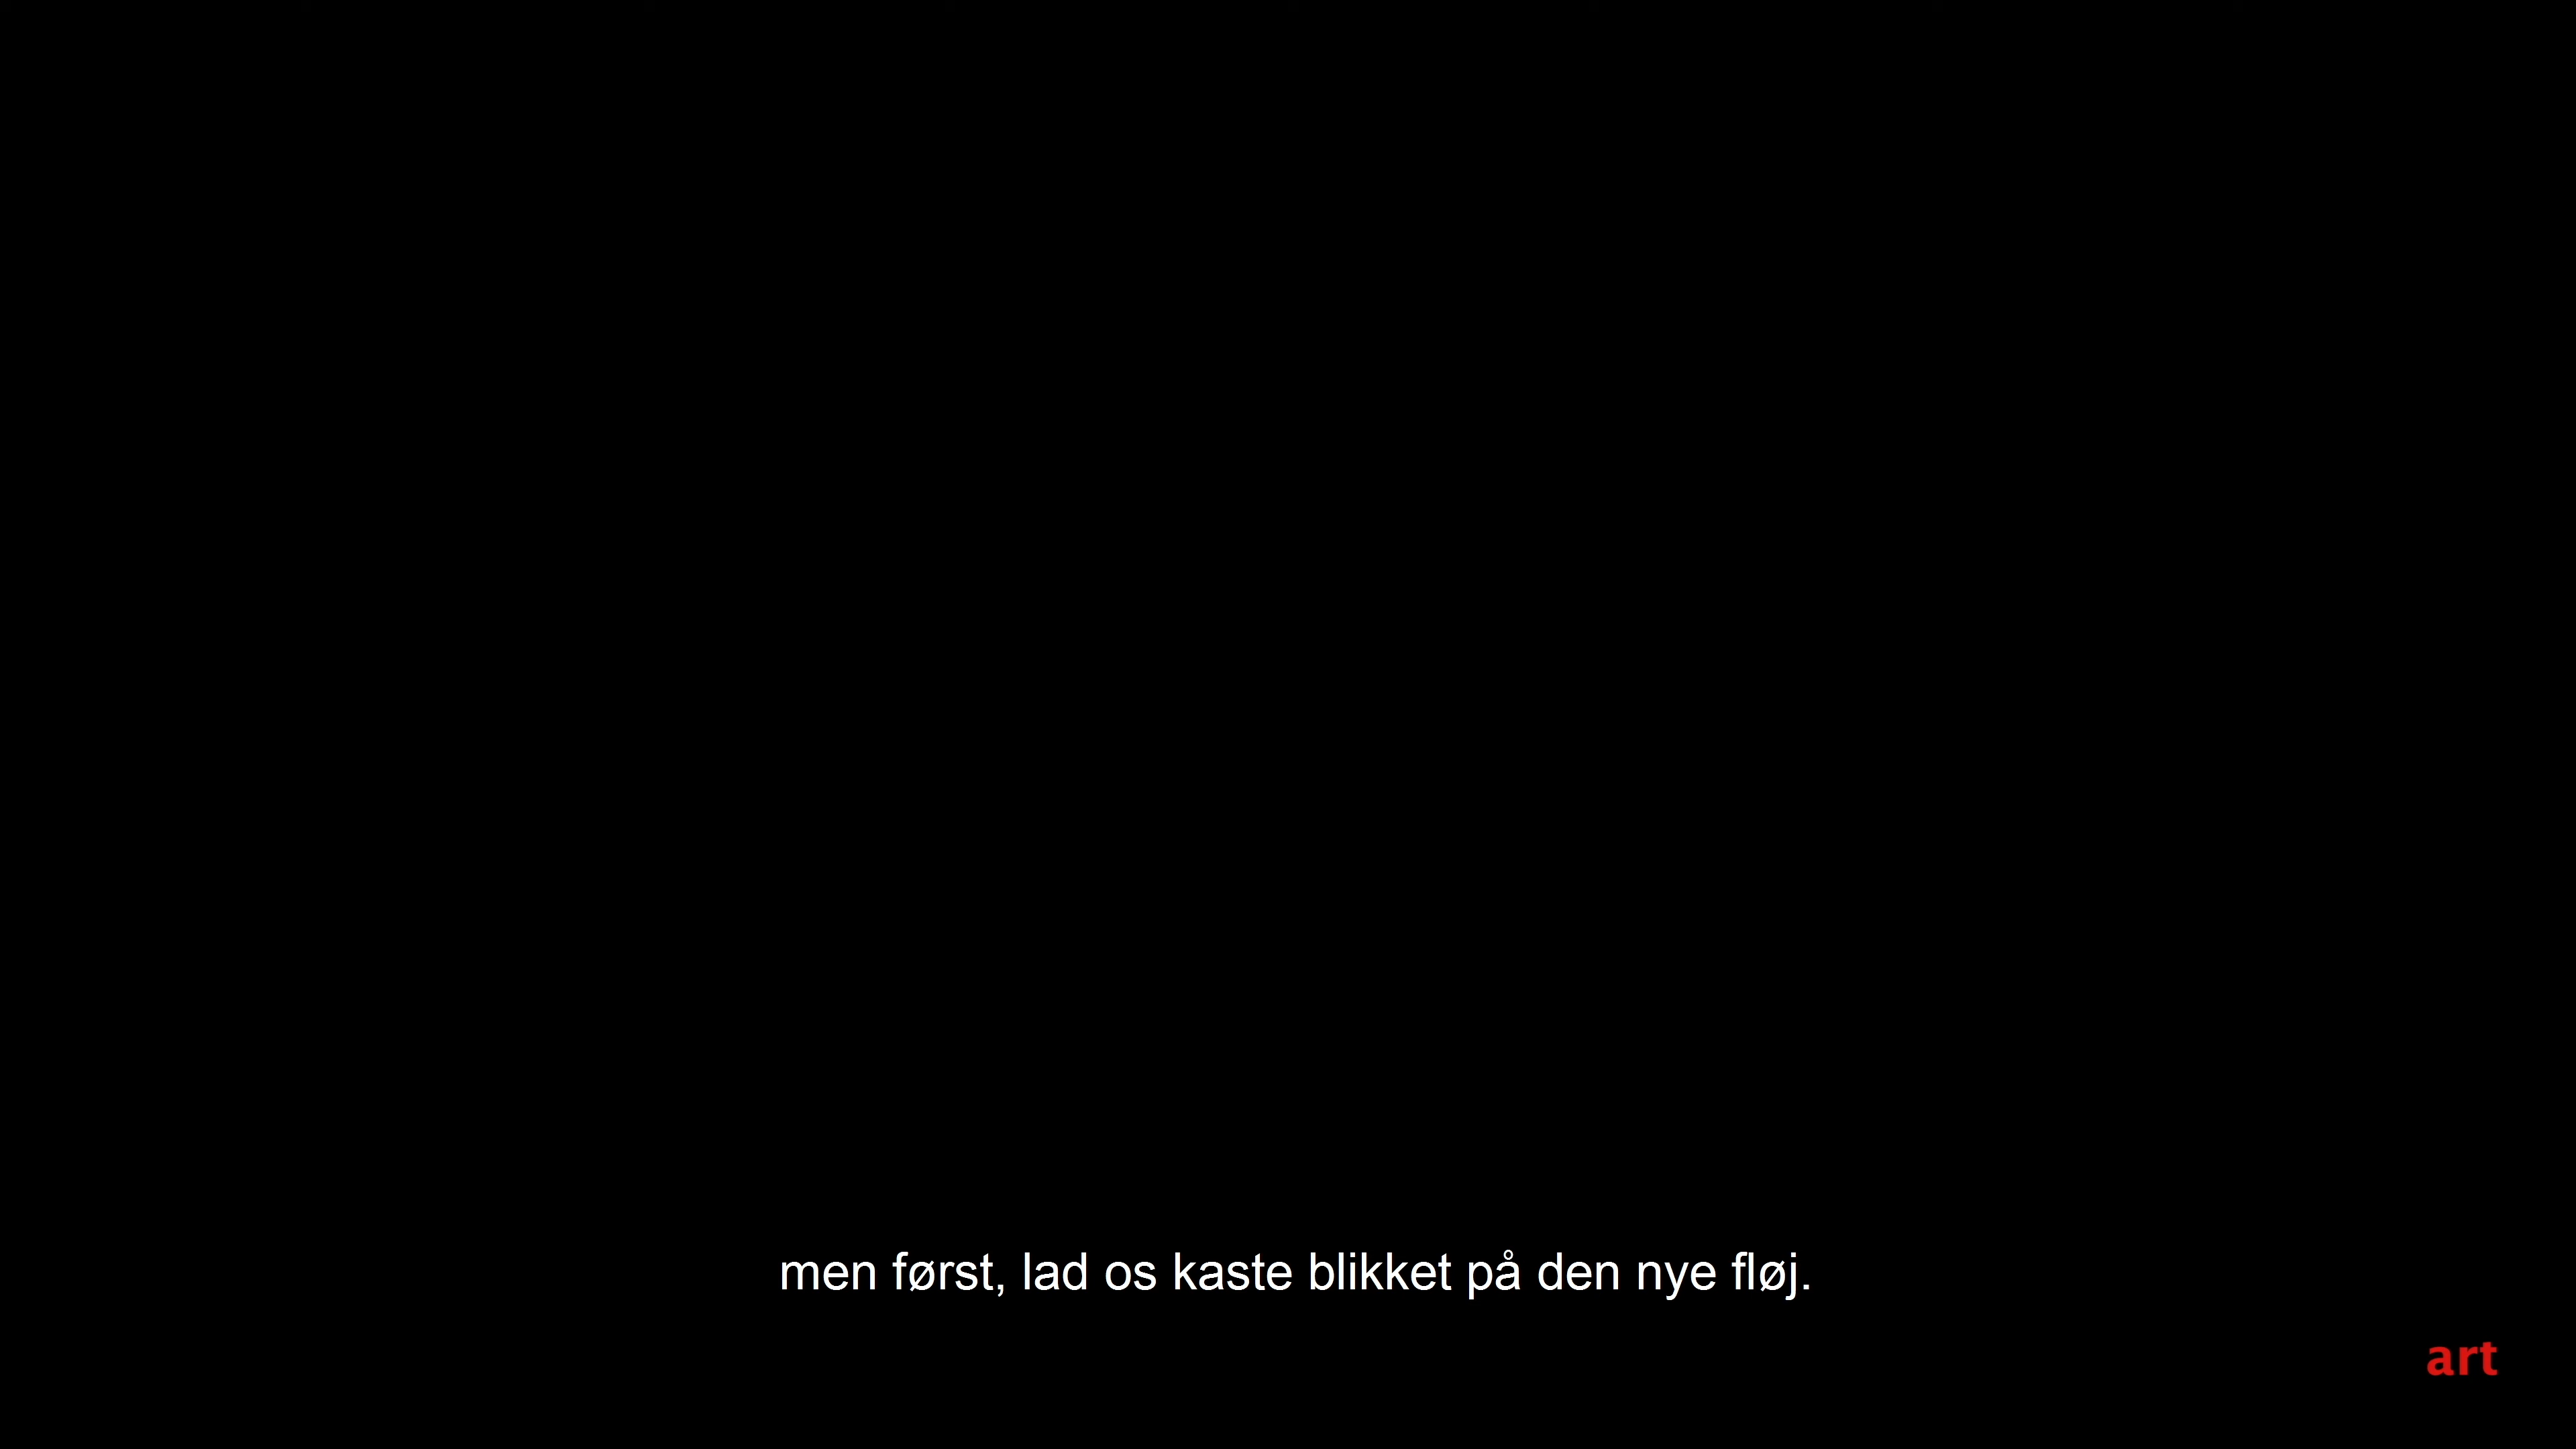 men først, lad os kaste blikket på den nye fløj.
art